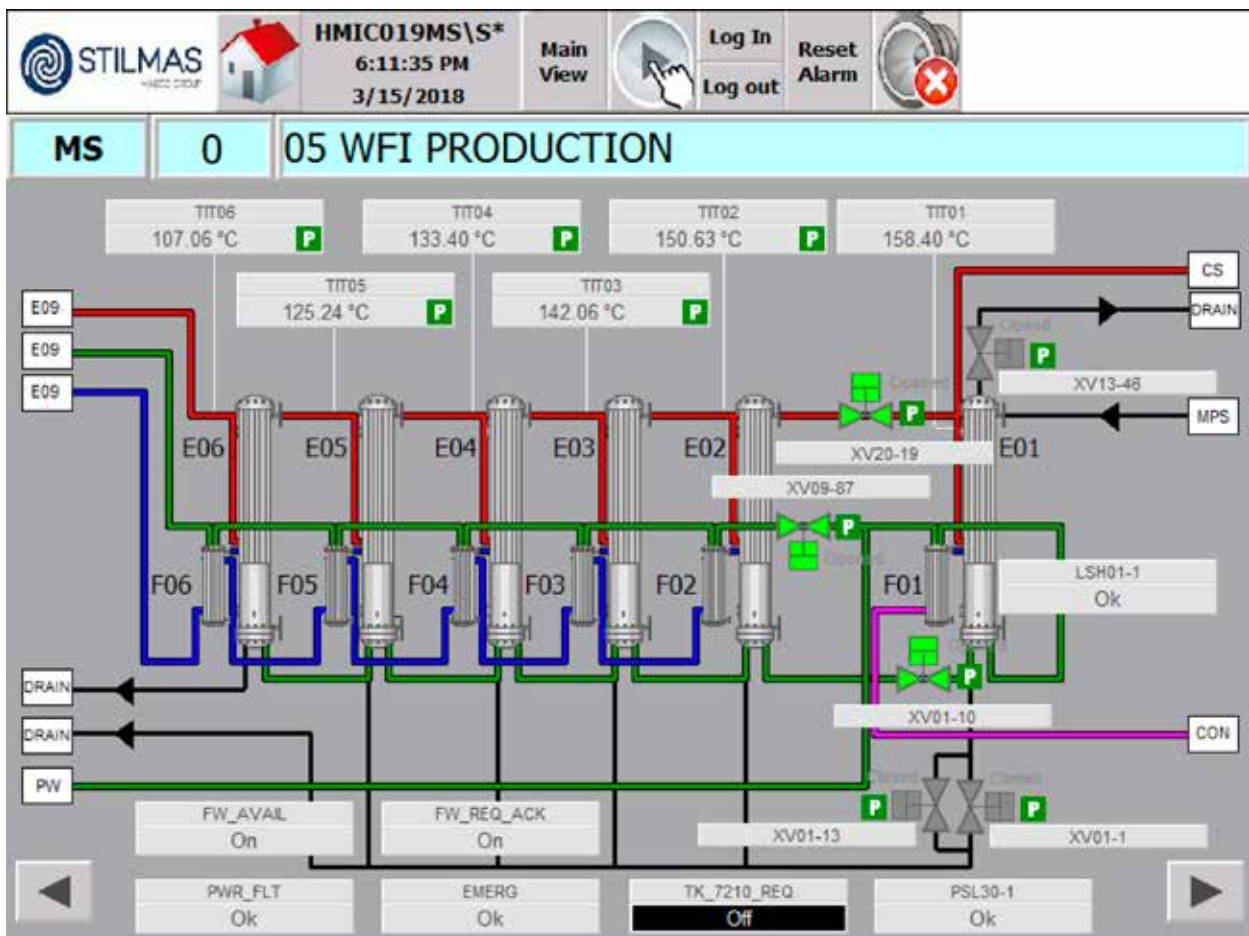 STILMAS
HMIC019MS\S*
6:11:35 PM
3/15/2018
Main
View
Log In
Log out
Reset
Alarm
MS
0
05 WFI PRODUCTION
TIT06
107.06 °C
P
TIT04
133.40 °C
P
TIT02
150.63 °C
P
TIT01
158.40 °C
TIT05
125.24 °C
P
TIT03
142.06 °C
P
CS
DRAIN
E09
E09
E09
Opened
P
XV13-46
MPS
Opened
P
XV20-19
E06
E05
E04
E03
E02
E01
XV09-87
P
Opened
F06
F05
F04
F03
F02
F01
LSH01-1
Ok
P
XV01-10
DRAIN
DRAIN
CON
PW
Closed
P
XV01-13
Closed
P
XV01-1
FW_AVAIL
On
FW_REQ_ACK
On
PWR_FLT
Ok
EMERG
Ok
TK_7210_REQ
Off
PSL30-1
Ok